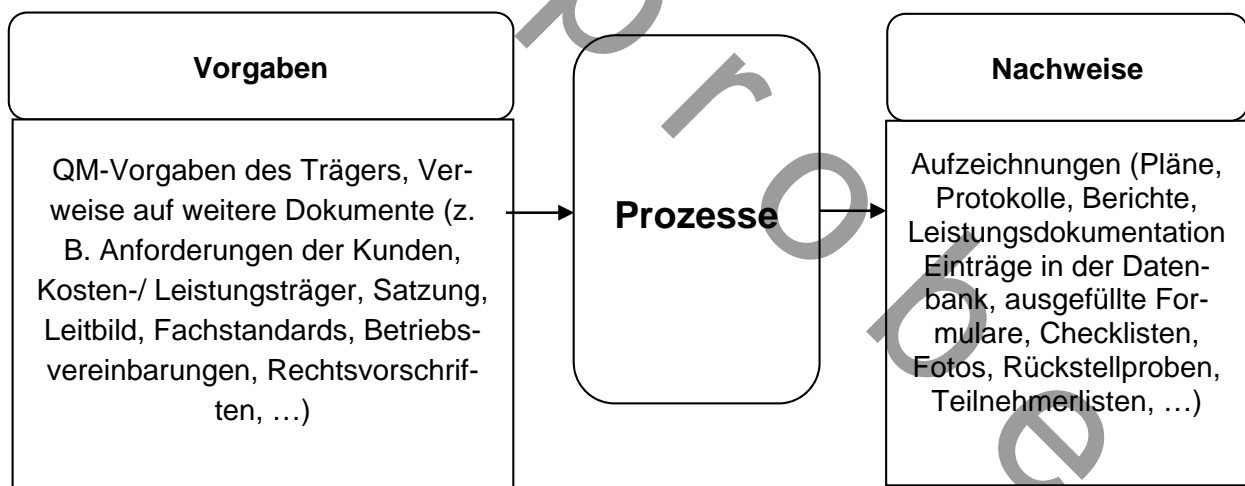 Vorgaben
QM-Vorgaben des Trägers, Ver-
weise auf weitere Dokumente (z.
B. Anforderungen der Kunden,
Kosten-/ Leistungsträger, Satzung,
Leitbild, Fachstandards, Betriebs-
vereinbarungen, Rechtsvorschrif-
ten, …)
Prozesse
Nachweise
Aufzeichnungen (Pläne,
Protokolle, Berichte,
Leistungsdokumentation
Einträge in der Daten-
bank, ausgefüllte For-
mulare, Checklisten,
Fotos, Rückstellproben,
Teilnehmerlisten, …)
probe